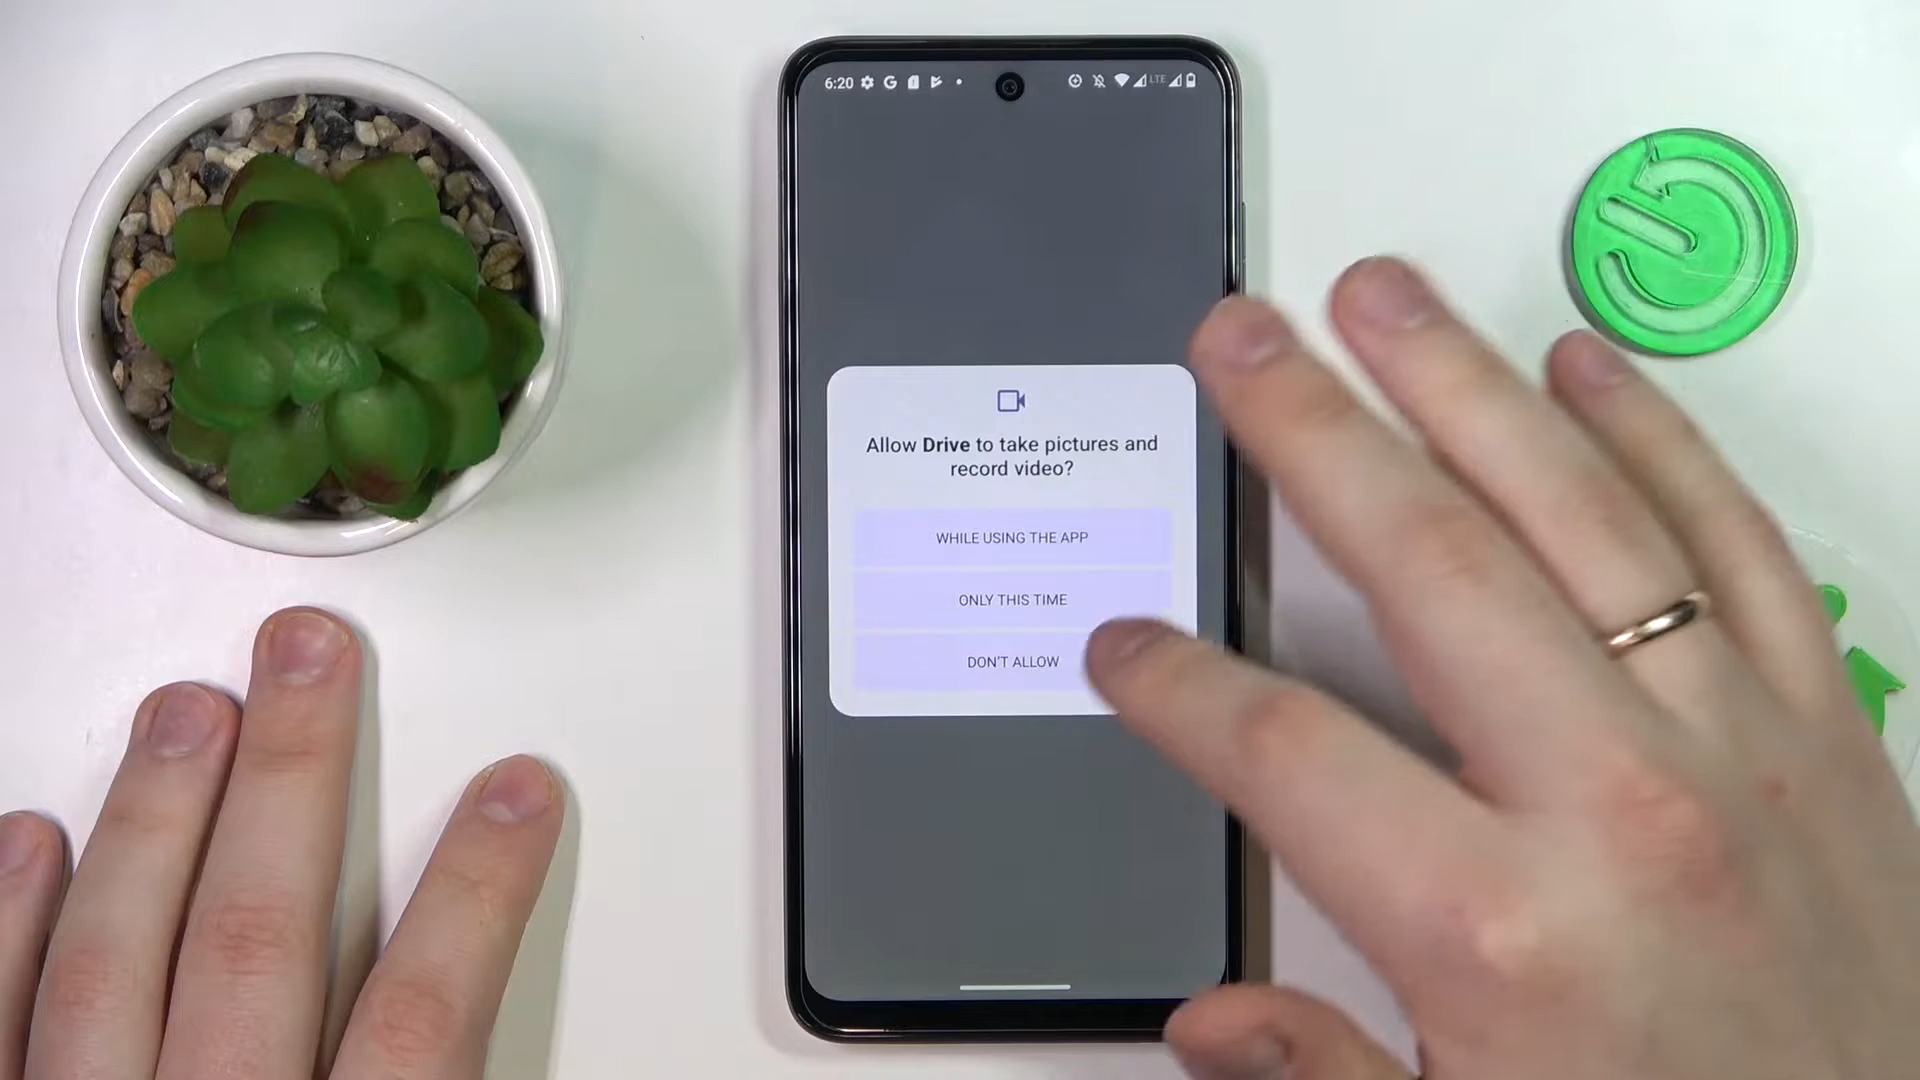 6:20
LTE
Allow Drive to take pictures and
record video?
WHILE USING THE APP
ONLY THIS TIME
DON'T ALLOW